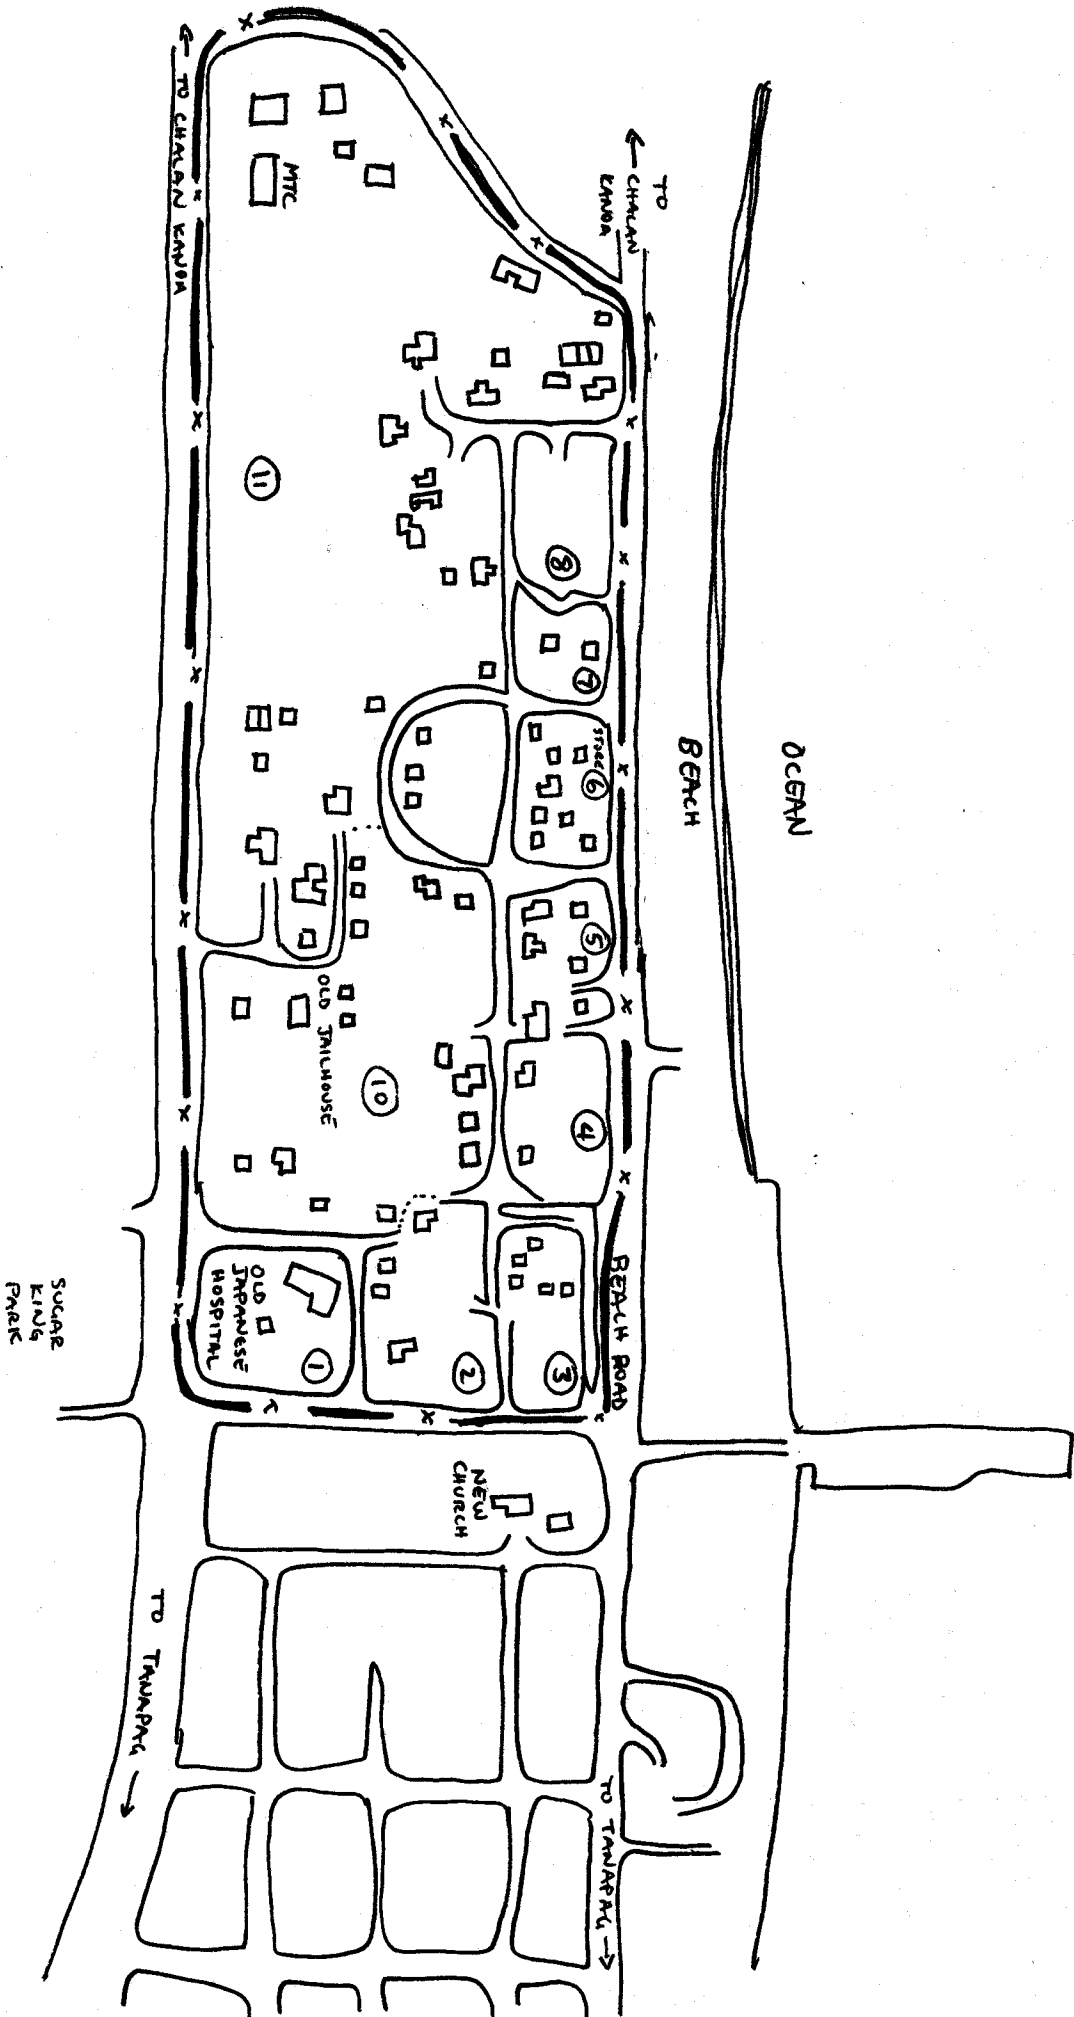 OCEAN
BEACH
← TO
CHALAN
KANOA
BEACH ROAD
TO TANAPAG →
8
7
STORE
6
5
4
3
2
NEW
CHURCH
11
10
OLD JAILHOUSE
MTC
1
OLD
JAPANESE
HOSPITAL
← TO CHALAN KANOA
TO TANAPAG →
SUGAR
KING
PARK